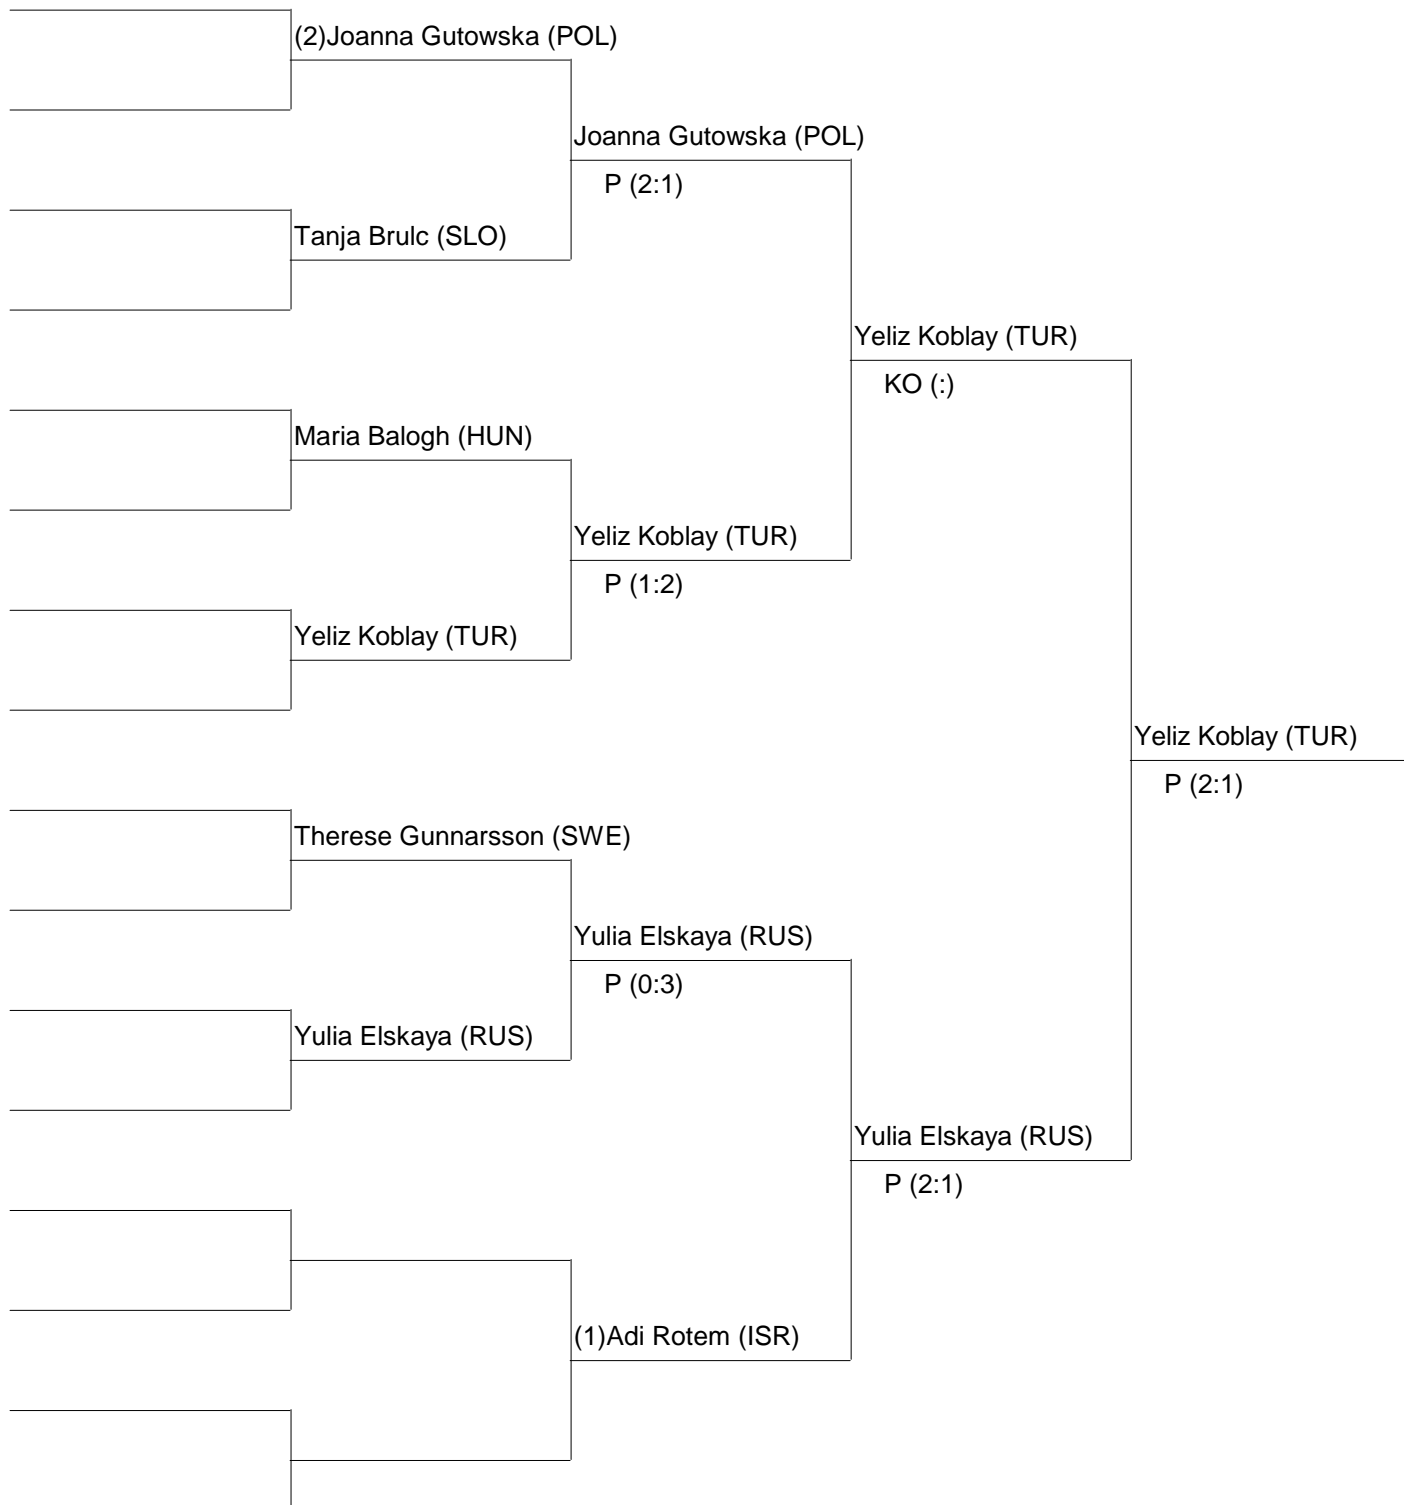 (2)Joanna Gutowska (POL)
Joanna Gutowska (POL)
P (2:1)
Tanja Brulc (SLO)
Yeliz Koblay (TUR)
KO (:)
Maria Balogh (HUN)
Yeliz Koblay (TUR)
P (1:2)
Yeliz Koblay (TUR)
Yeliz Koblay (TUR)
P (2:1)
Therese Gunnarsson (SWE)
Yulia Elskaya (RUS)
P (0:3)
Yulia Elskaya (RUS)
Yulia Elskaya (RUS)
P (2:1)
(1)Adi Rotem (ISR)